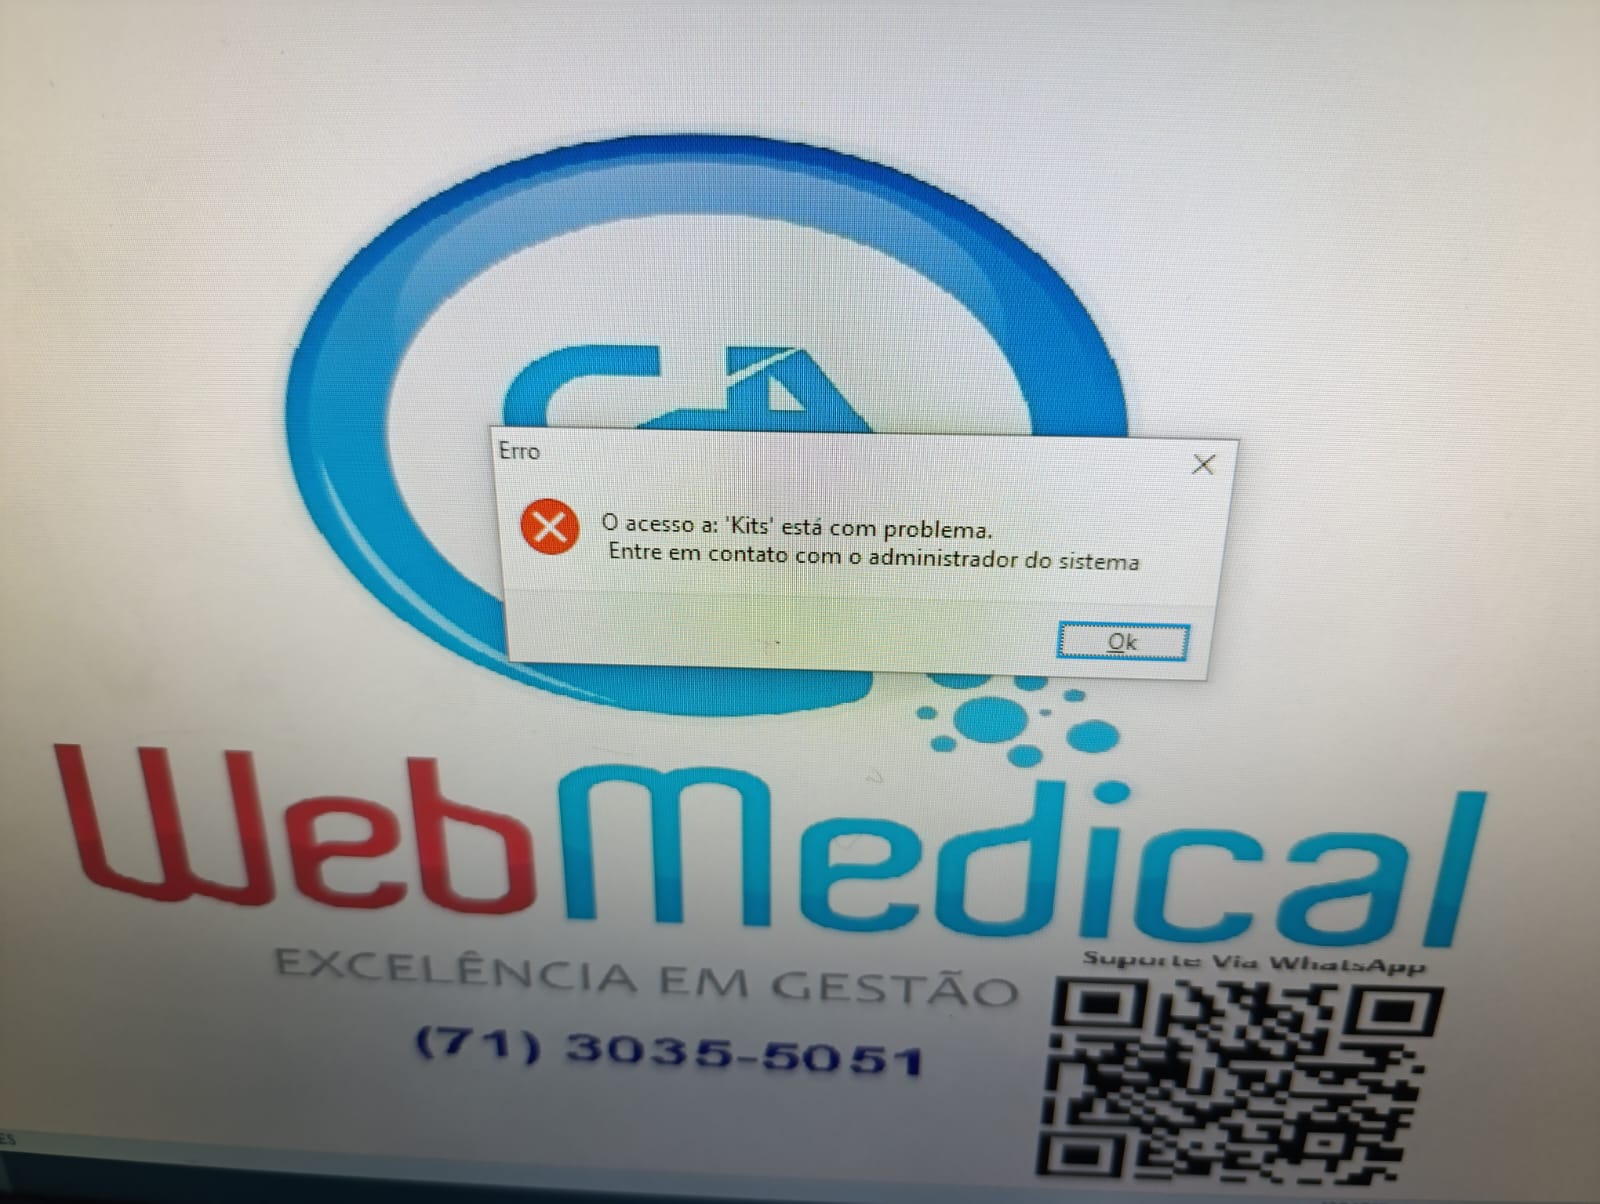 Erro
O acesso a: 'Kits' está com problema.
Entre em contato com o administrador do sistema
Ok
WebMedical
EXCELÊNCIA EM GESTÃO
Suporte Via WhatsApp
(71) 3035-5051
ES